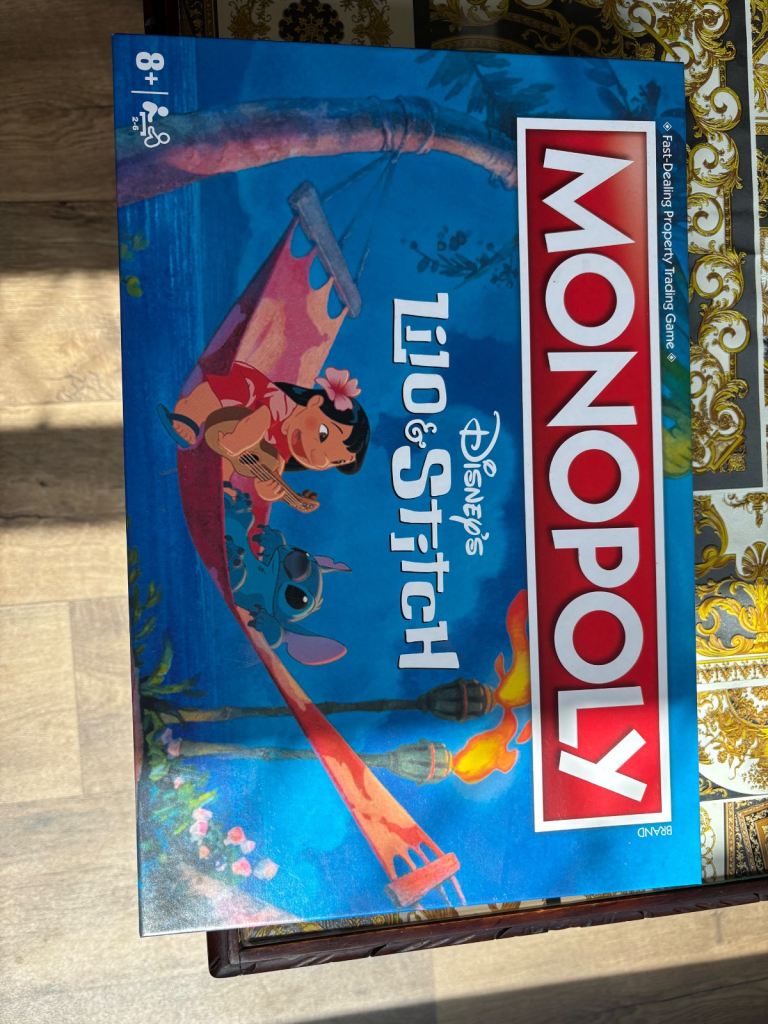 ◈ Fast-Dealing Property Trading Game ◈
MONOPOLY
BRAND
DISNEY'S
LILO & STITCH
8+
2-6